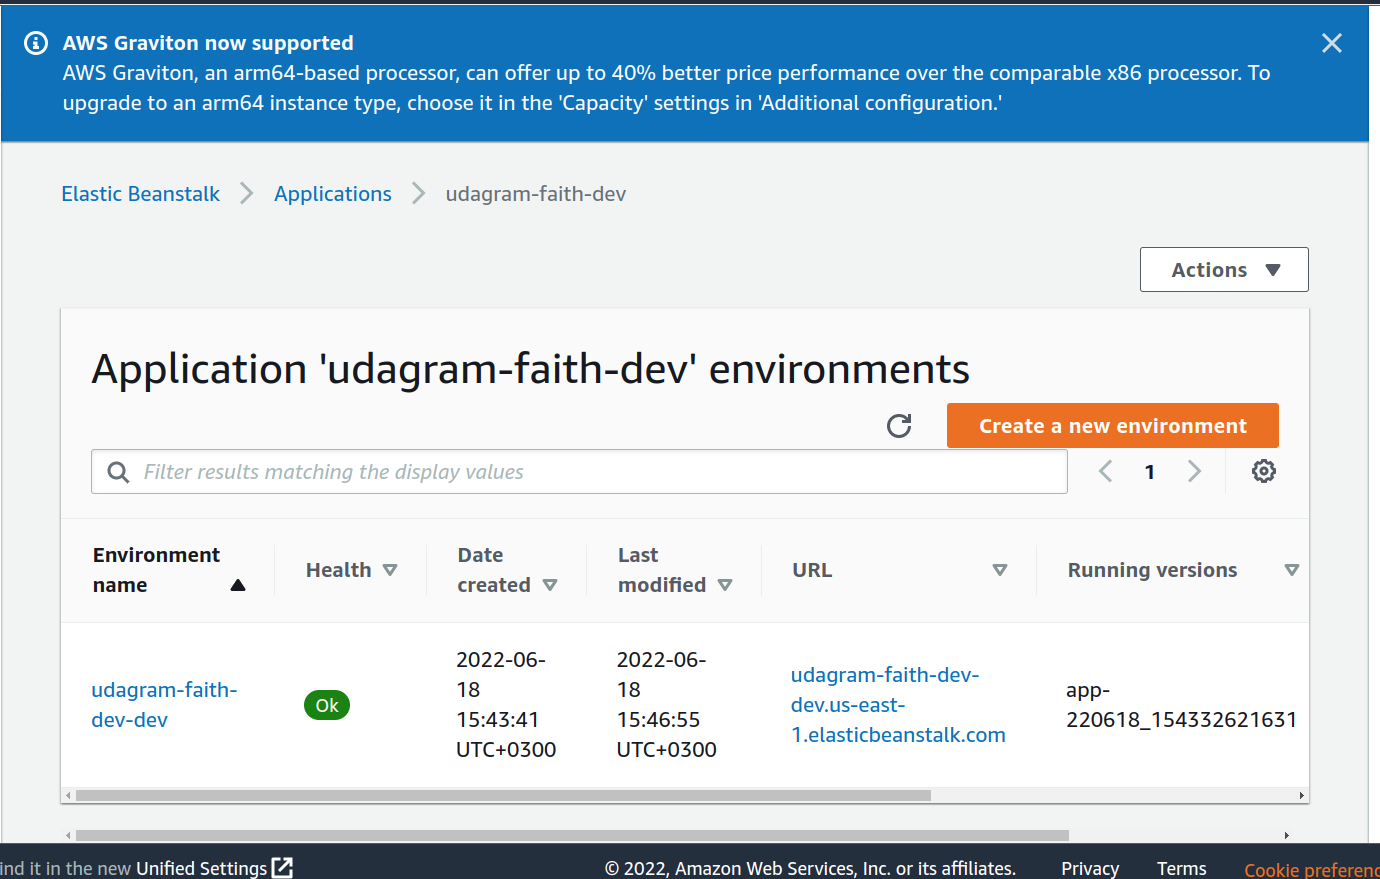 AWS Graviton now supported
AWS Graviton, an arm64-based processor, can offer up to 40% better price performance over the comparable x86 processor. To
upgrade to an arm64 instance type, choose it in the 'Capacity' settings in 'Additional configuration.'
Elastic Beanstalk
Applications
udagram-faith-dev
Actions
Application 'udagram-faith-dev' environments
Create a new environment
Filter results matching the display values
1
Environment
name
Health
Date
created
Last
modified
URL
Running versions
udagram-faith-
dev-dev
Ok
2022-06-
18
15:43:41
UTC+0300
2022-06-
18
15:46:55
UTC+0300
udagram-faith-dev-
dev.us-east-
1.elasticbeanstalk.com
app-
220618_154332621631
ind it in the new Unified Settings
© 2022, Amazon Web Services, Inc. or its affiliates.
Privacy
Terms
Cookie preferenc